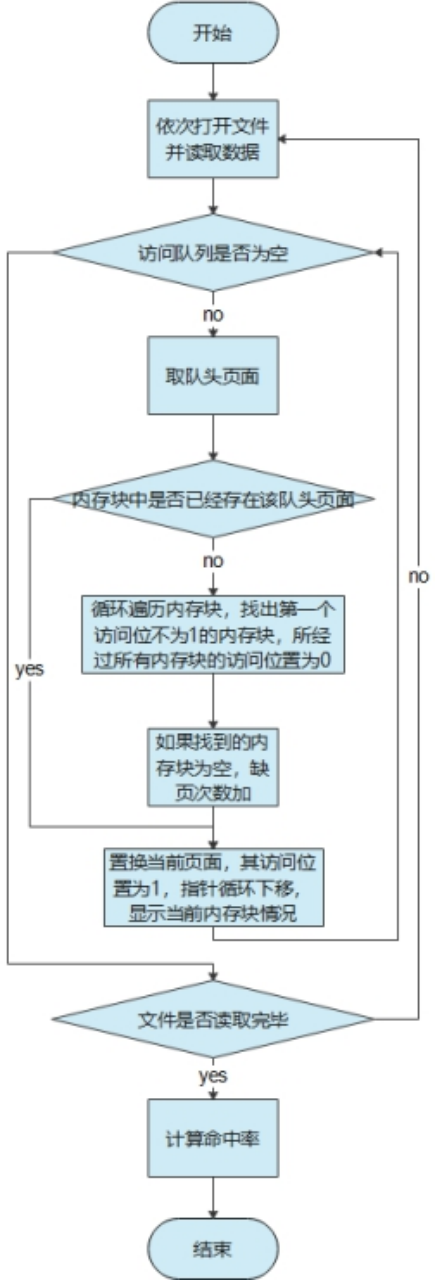 开始
依次打开文件
并读取数据
访问队列是否为空
no
取队头页面
内存块中是否已经存在该队头页面
no
no
循环遍历内存块，找出第一个
访问位不为1的内存块，所经
过所有内存块的访问位置为0
yes
如果找到的内
存块为空，缺
页次数加
置换当前页面，其访问位
置为1，指针循环下移，
显示当前内存块情况
文件是否读取完毕
yes
计算命中率
结束